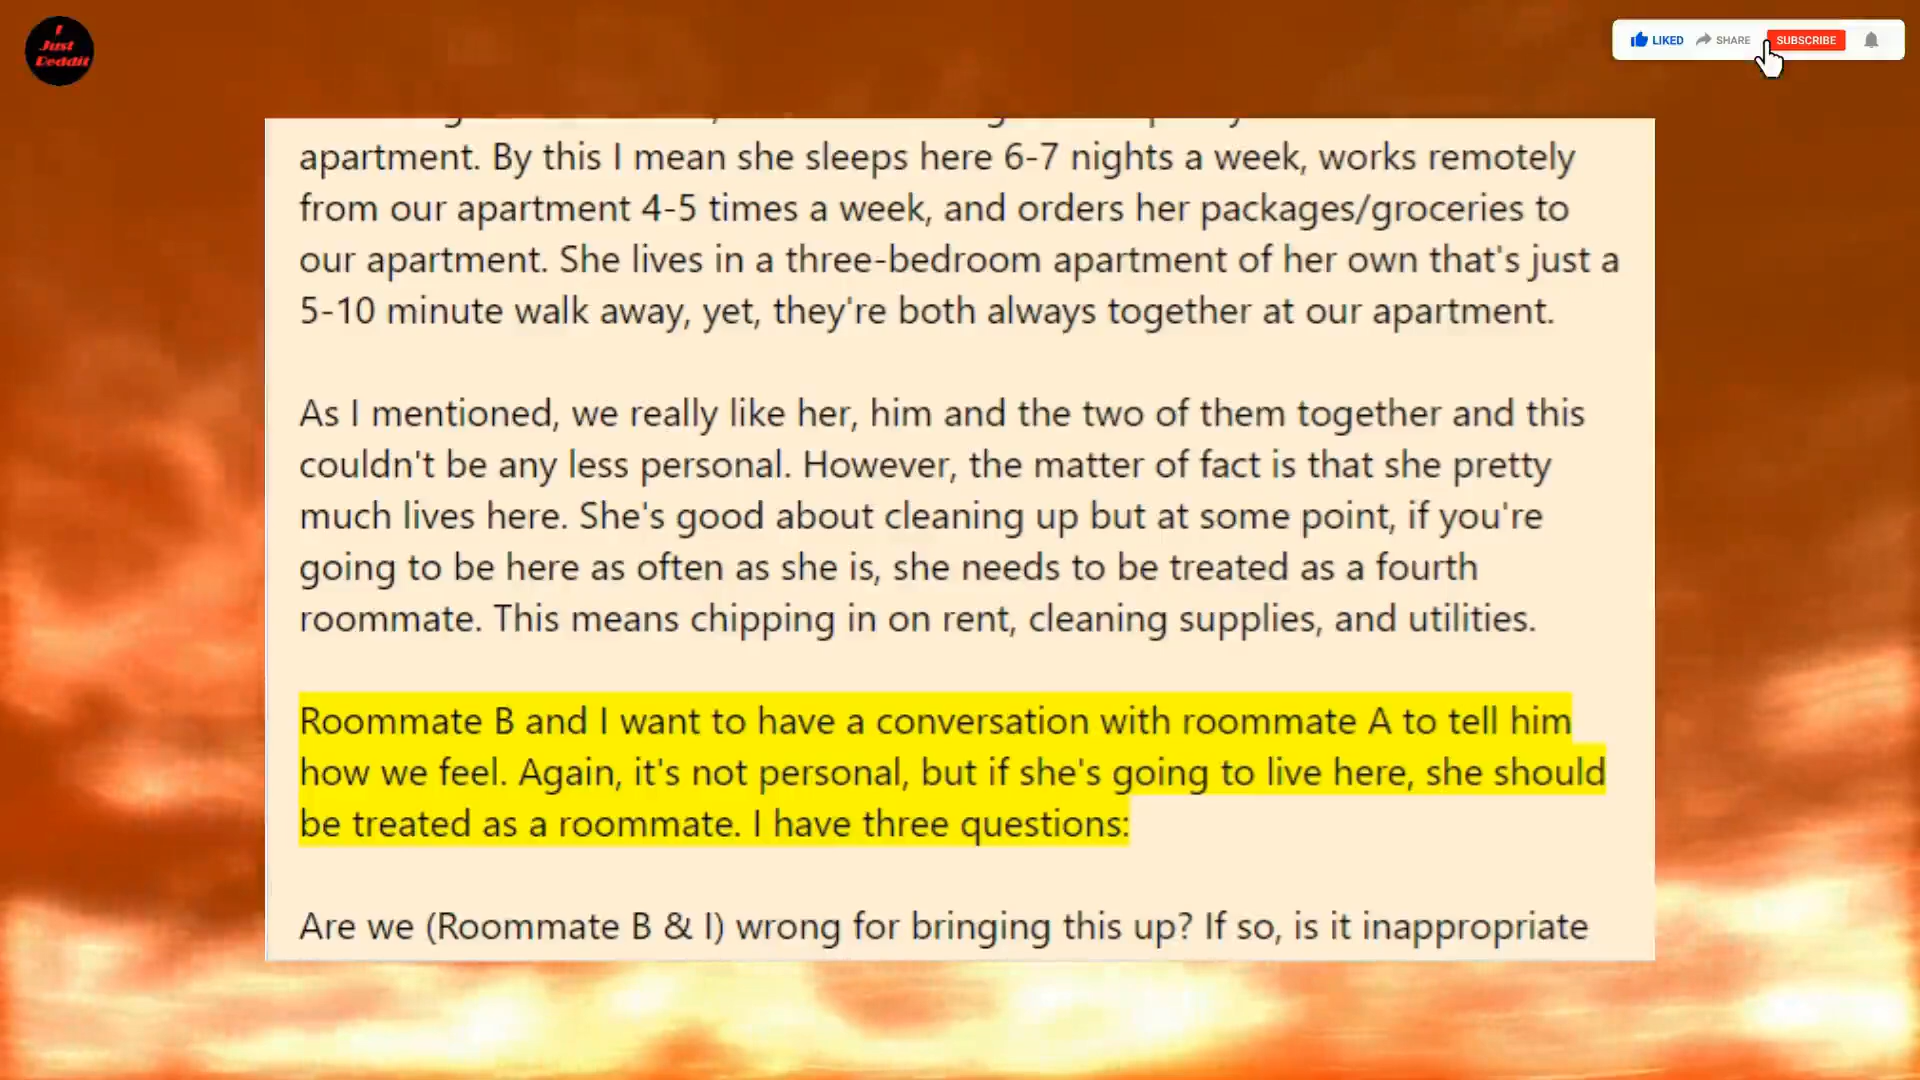 I
Just
Deddit
LIKED SHARE SUBSCRIBE
apartment. By this I mean she sleeps here 6-7 nights a week, works remotely
from our apartment 4-5 times a week, and orders her packages/groceries to
our apartment. She lives in a three-bedroom apartment of her own that's just a
5-10 minute walk away, yet, they're both always together at our apartment.
As I mentioned, we really like her, him and the two of them together and this
couldn't be any less personal. However, the matter of fact is that she pretty
much lives here. She's good about cleaning up but at some point, if you're
going to be here as often as she is, she needs to be treated as a fourth
roommate. This means chipping in on rent, cleaning supplies, and utilities.
Roommate B and I want to have a conversation with roommate A to tell him
how we feel. Again, it's not personal, but if she's going to live here, she should
be treated as a roommate. I have three questions:
Are we (Roommate B & I) wrong for bringing this up? If so, is it inappropriate